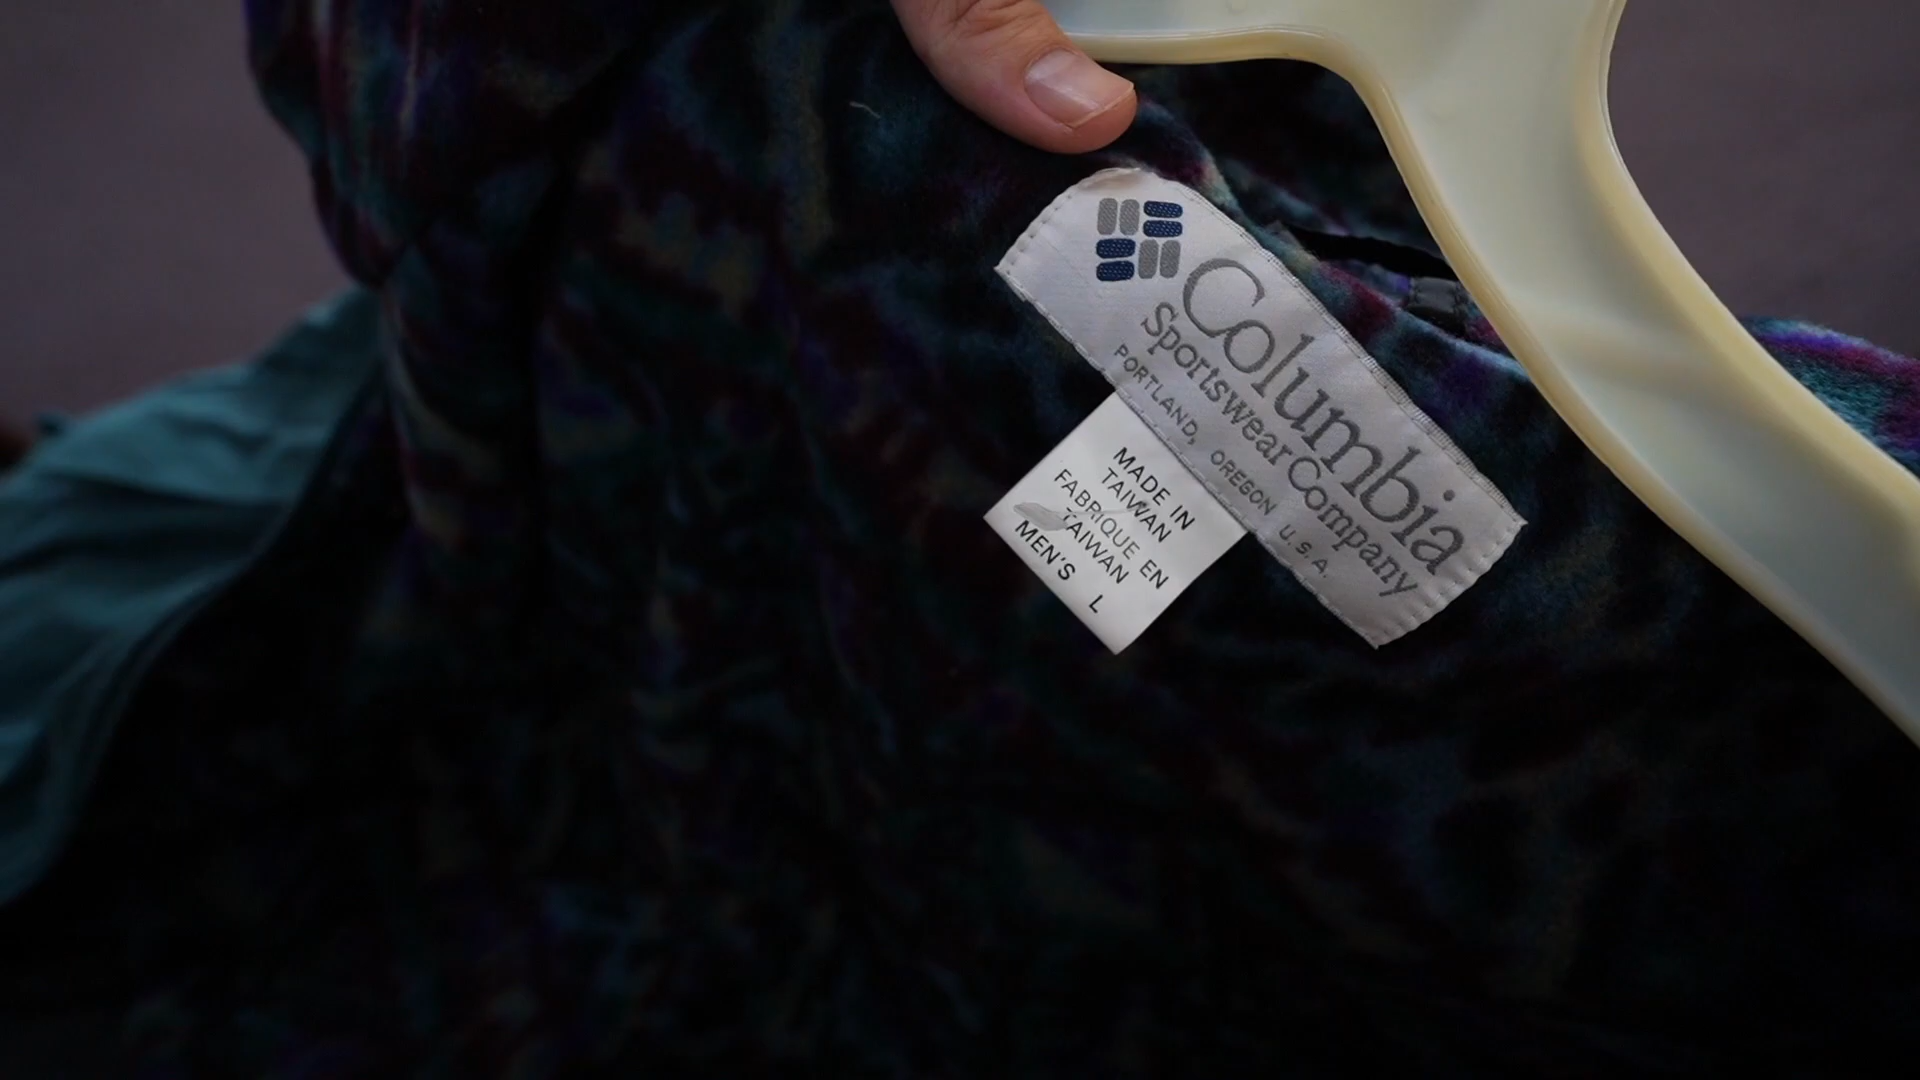 Columbia
Sportswear Company
PORTLAND, OREGON U.S.A.
MADE IN
TAIWAN
FABRIQUE EN
TAIWAN
MEN'S L